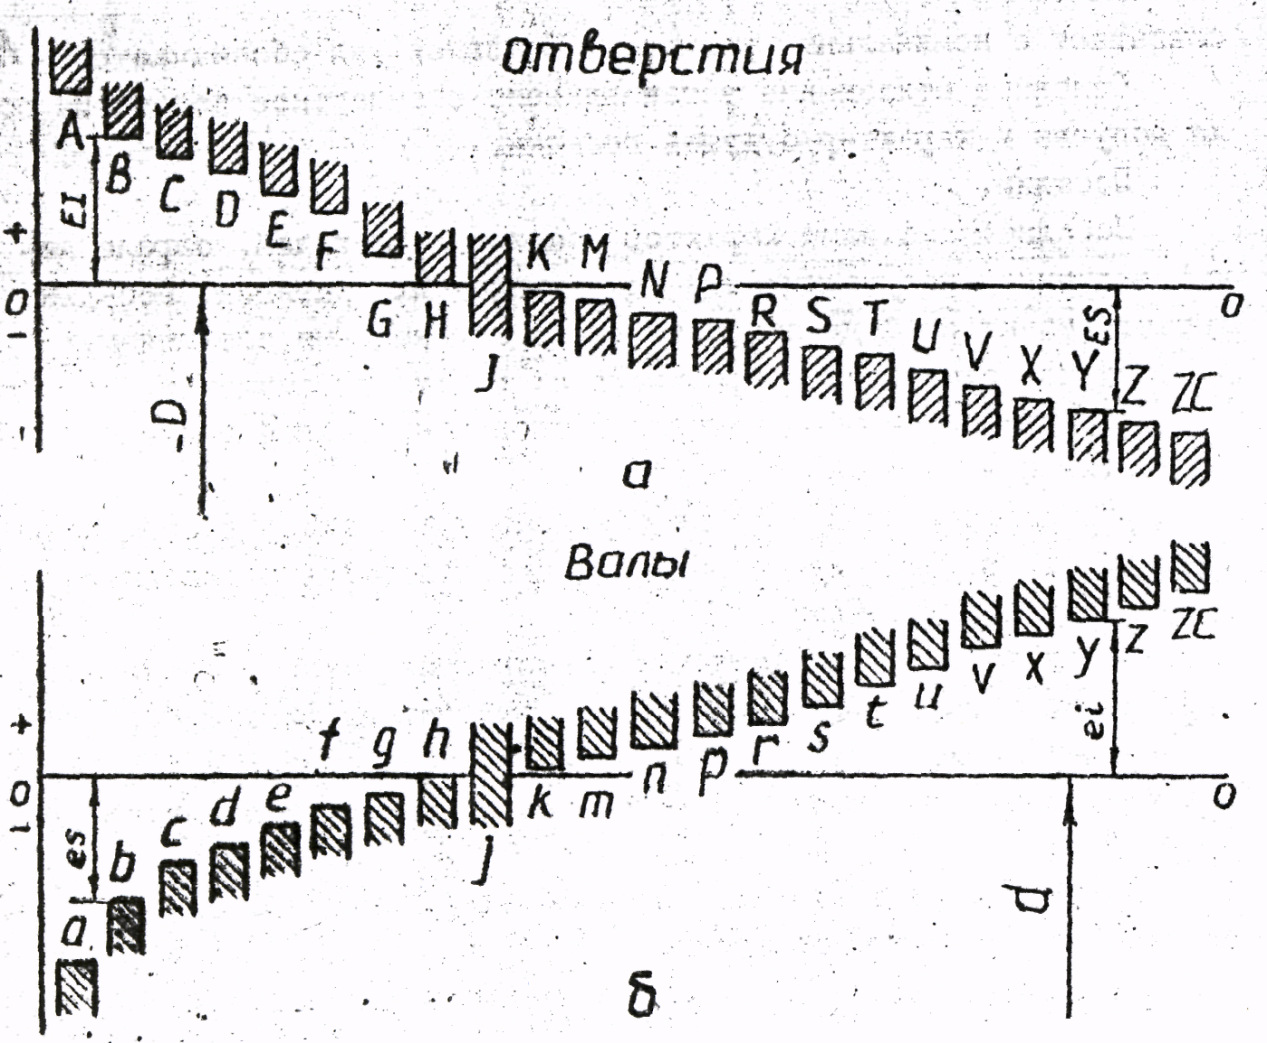 Отверстия
A B C D E F G H J K M N P R S T U V X Y Z ZC
EI
ES
+
0
−
0
D
а
Валы
a b c d e f g h j k m n p r s t u v x y z zc
es
ei
+
0
−
0
d
б